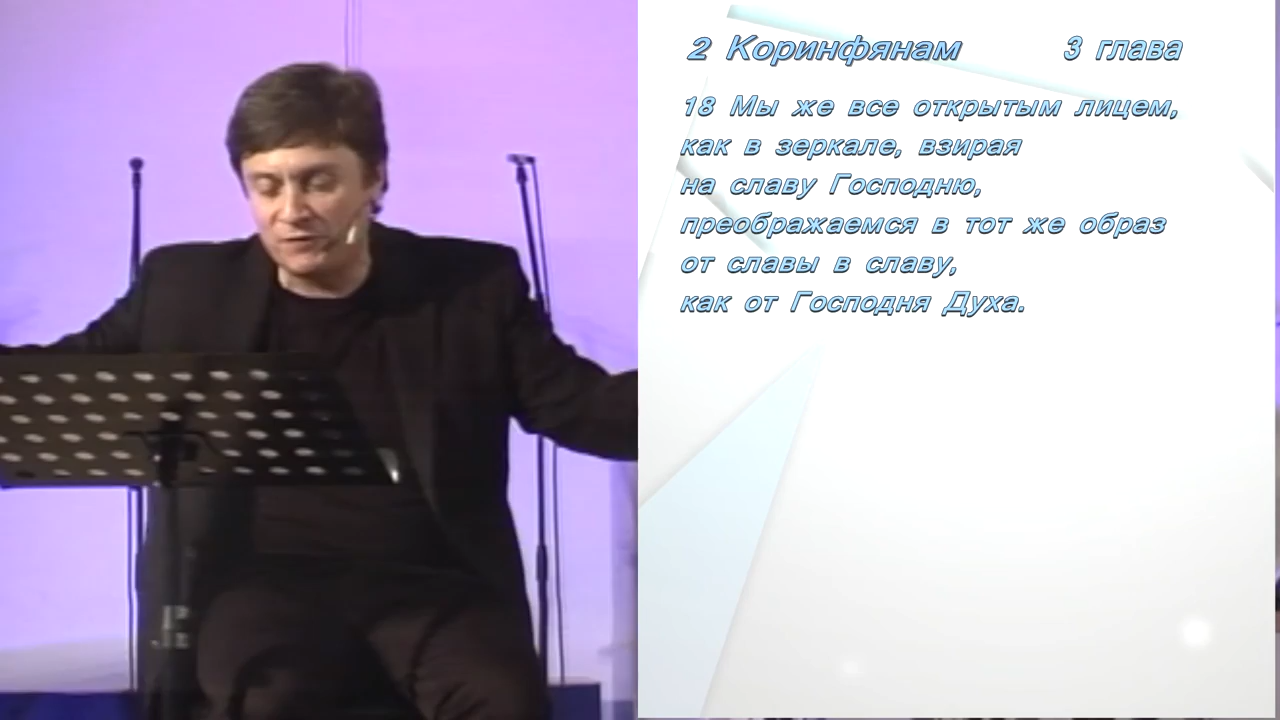 2 Коринфянам 3 глава
18 Мы же все открытым лицем,
как в зеркале, взирая
на славу Господню,
преображаемся в тот же образ
от славы в славу,
как от Господня Духа.